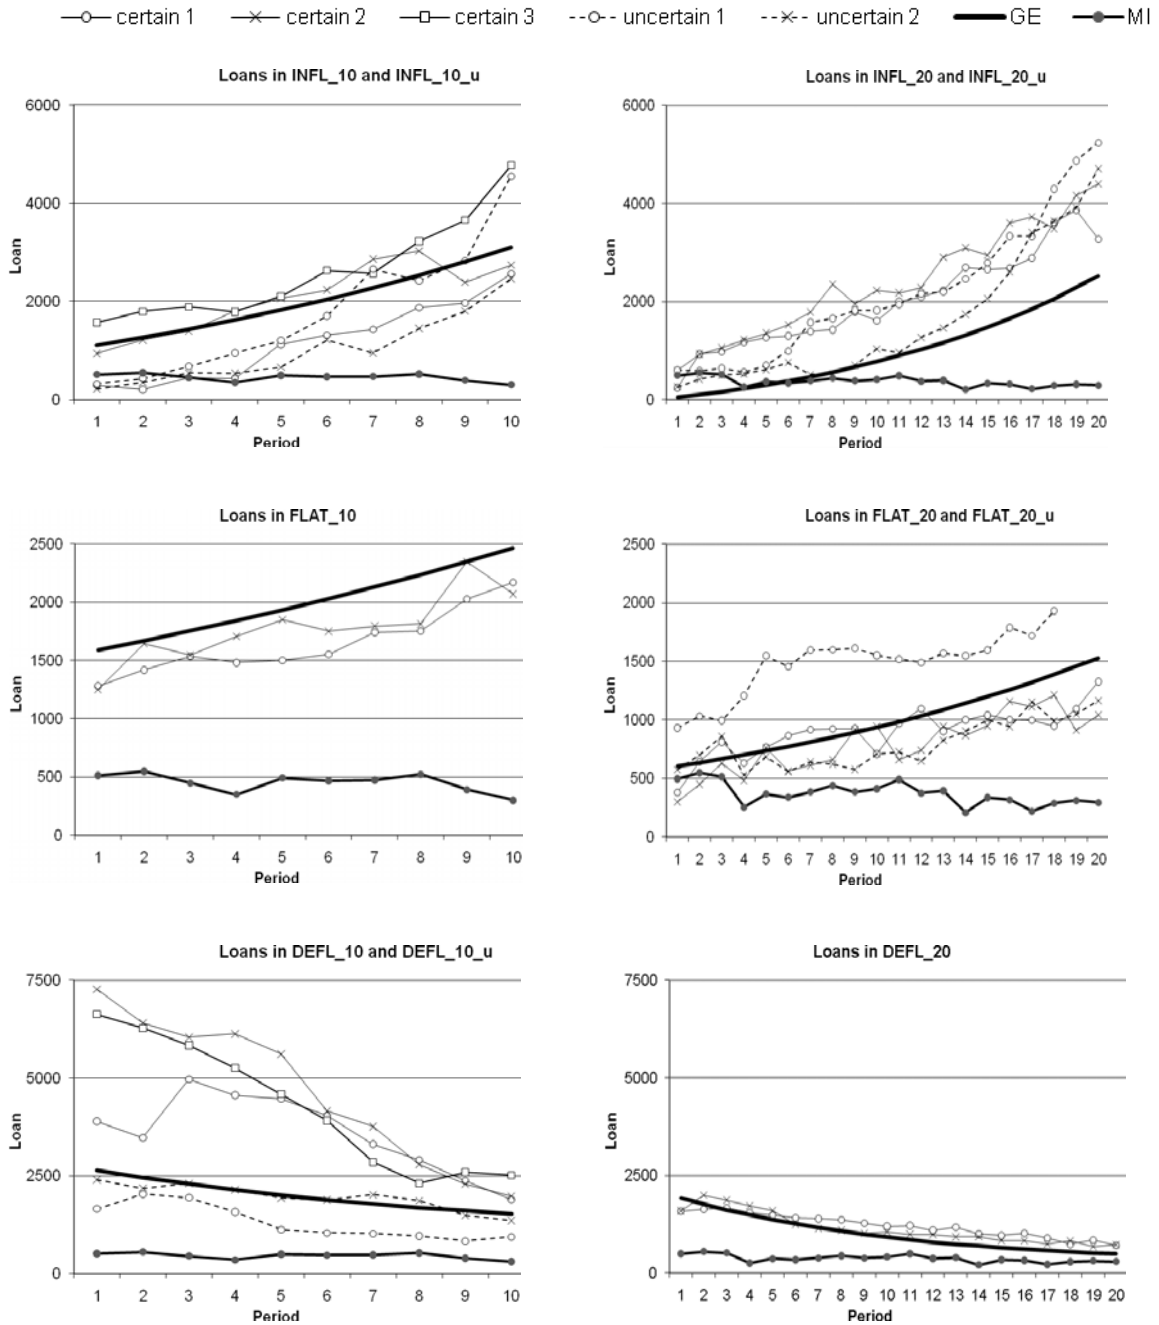 certain 1 certain 2 certain 3 uncertain 1 uncertain 2 GE MI
Loans in INFL_10 and INFL_10_u
6000
4000
2000
0
Loan
1 2 3 4 5 6 7 8 9 10
Period
Loans in INFL_20 and INFL_20_u
6000
4000
2000
0
Loan
1 2 3 4 5 6 7 8 9 10 11 12 13 14 15 16 17 18 19 20
Period
Loans in FLAT_10
2500
2000
1500
1000
500
0
Loan
1 2 3 4 5 6 7 8 9 10
Period
Loans in FLAT_20 and FLAT_20_u
2500
2000
1500
1000
500
0
Loan
1 2 3 4 5 6 7 8 9 10 11 12 13 14 15 16 17 18 19 20
Period
Loans in DEFL_10 and DEFL_10_u
7500
5000
2500
0
Loan
1 2 3 4 5 6 7 8 9 10
Period
Loans in DEFL_20
7500
5000
2500
0
Loan
1 2 3 4 5 6 7 8 9 10 11 12 13 14 15 16 17 18 19 20
Period